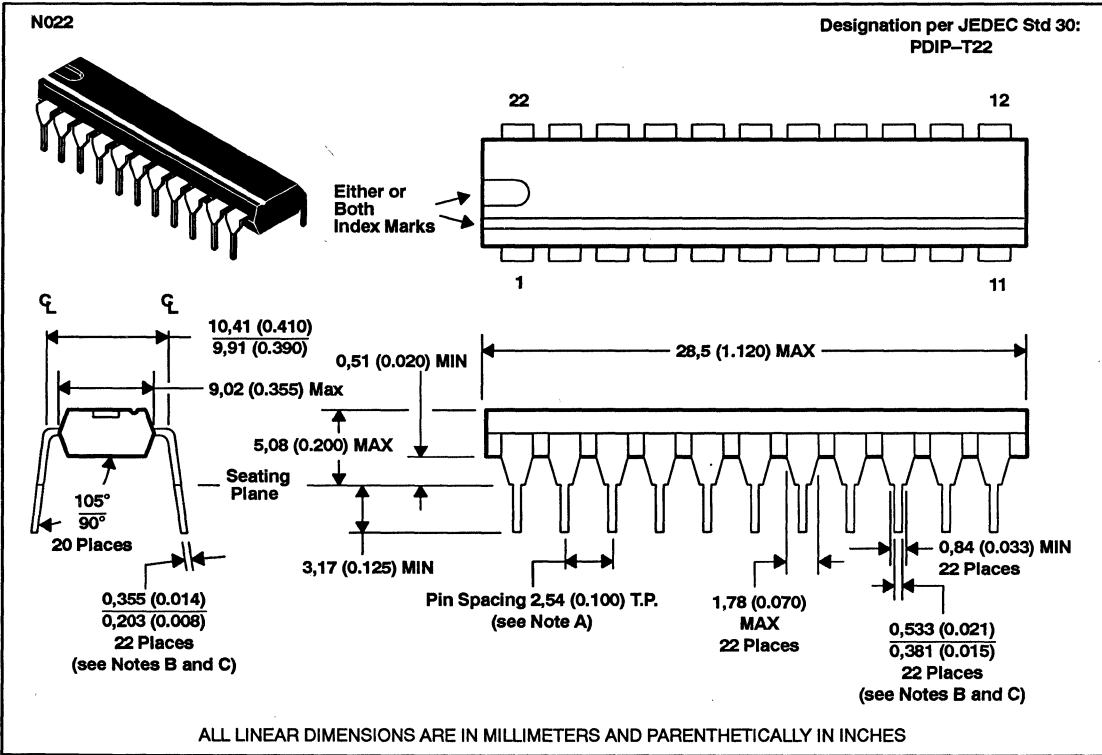 N022
Designation per JEDEC Std 30:
PDIP–T22
22
12
Either or
Both
Index Marks
1
11
℄
℄
10,41 (0.410)
9,91 (0.390)
9,02 (0.355) Max
0,51 (0.020) MIN
28,5 (1.120) MAX
5,08 (0.200) MAX
Seating
Plane
105°
90°
20 Places
3,17 (0.125) MIN
0,355 (0.014)
0,203 (0.008)
22 Places
(see Notes B and C)
Pin Spacing 2,54 (0.100) T.P.
(see Note A)
1,78 (0.070)
MAX
22 Places
0,84 (0.033) MIN
22 Places
0,533 (0.021)
0,381 (0.015)
22 Places
(see Notes B and C)
ALL LINEAR DIMENSIONS ARE IN MILLIMETERS AND PARENTHETICALLY IN INCHES